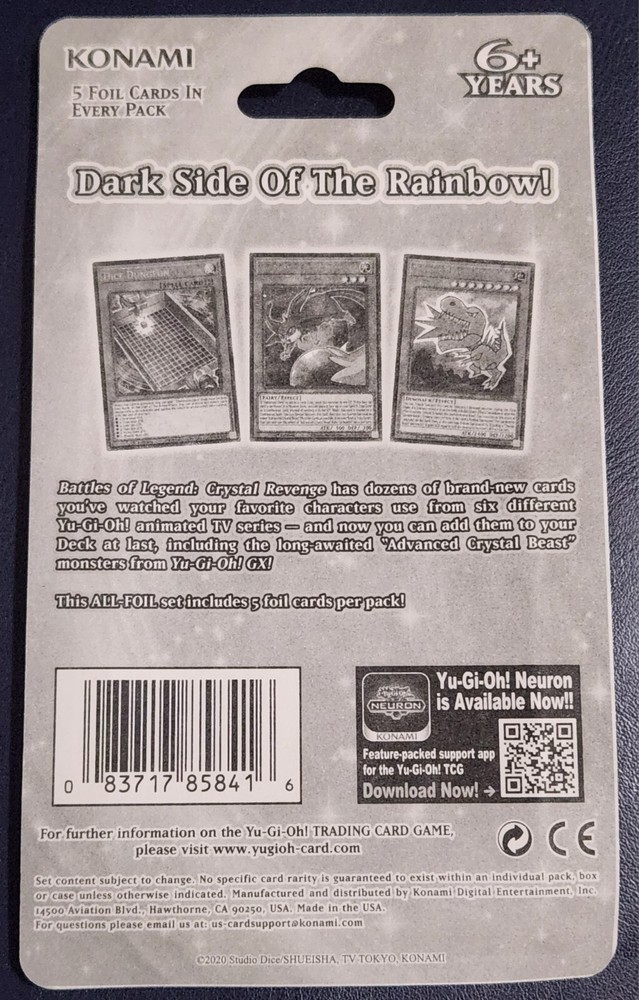 KONAMI
6+
YEARS
5 FOIL CARDS IN
EVERY PACK
Dark Side Of The Rainbow!
DICE DUNGEON
[SPELL CARD]
[FAIRY/EFFECT]
[DINOSAUR/EFFECT]
Battles of Legend: Crystal Revenge has dozens of brand-new cards
you've watched your favorite characters use from six different
Yu-Gi-Oh! animated TV series — and now you can add them to your
Deck at last, including the long-awaited "Advanced Crystal Beast"
monsters from Yu-Gi-Oh! GX!
This ALL-FOIL set includes 5 foil cards per pack!
0 83717 85841 6
NEURON
KONAMI
Yu-Gi-Oh! Neuron
is Available Now!!
Feature-packed support app
for the Yu-Gi-Oh! TCG
Download Now! →
For further information on the Yu-Gi-Oh! TRADING CARD GAME,
please visit www.yugioh-card.com
CE
Set content subject to change. No specific card rarity is guaranteed to exist within an individual pack, box
or case unless otherwise indicated. Manufactured and distributed by Konami Digital Entertainment, Inc.
14500 Aviation Blvd., Hawthorne, CA 90250, USA. Made in the USA.
For questions please email us at: us-cardsupport@konami.com
©2020 Studio Dice/SHUEISHA, TV TOKYO, KONAMI